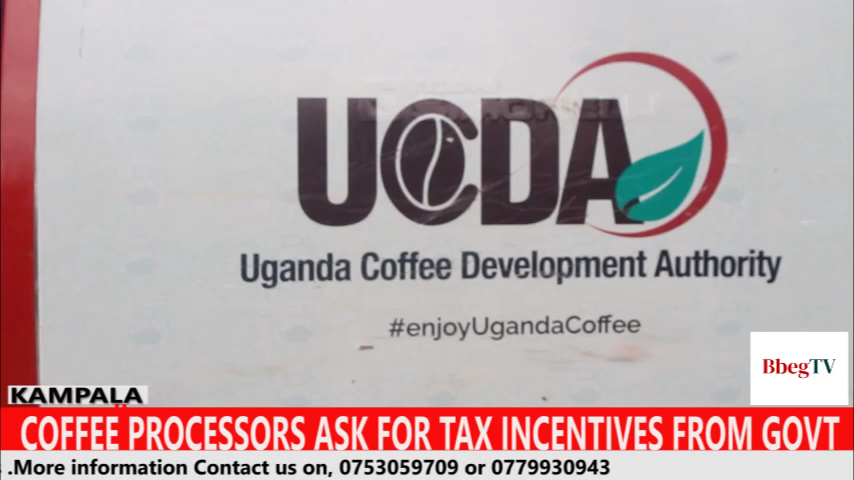 UCDA
Uganda Coffee Development Authority
#enjoyUgandaCoffee
BbegTV
KAMPALA
COFFEE PROCESSORS ASK FOR TAX INCENTIVES FROM GOVT
.More information Contact us on, 0753059709 or 0779930943